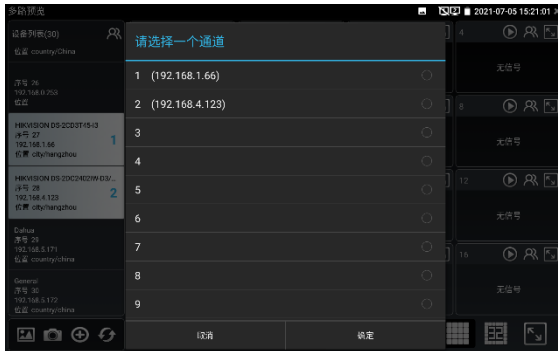 多路预览
2021-07-05 15:21:01
设备列表(30)
位置 country/China
序号 26
192.168.0.253
位置
HIKVISION DS-2CD3T45-I3
序号 27
192.168.1.66
位置 city/hangzhou
1
HIKVISION DS-2DC2402IW-D3/...
序号 28
192.168.4.123
位置 city/hangzhou
2
Dahua
序号 29
192.168.5.171
位置 country/china
General
序号 30
192.168.5.172
位置 country/china
请选择一个通道
1 (192.168.1.66)
2 (192.168.4.123)
3
4
5
6
7
8
9
取消
确定
4
无信号
8
无信号
12
无信号
16
无信号